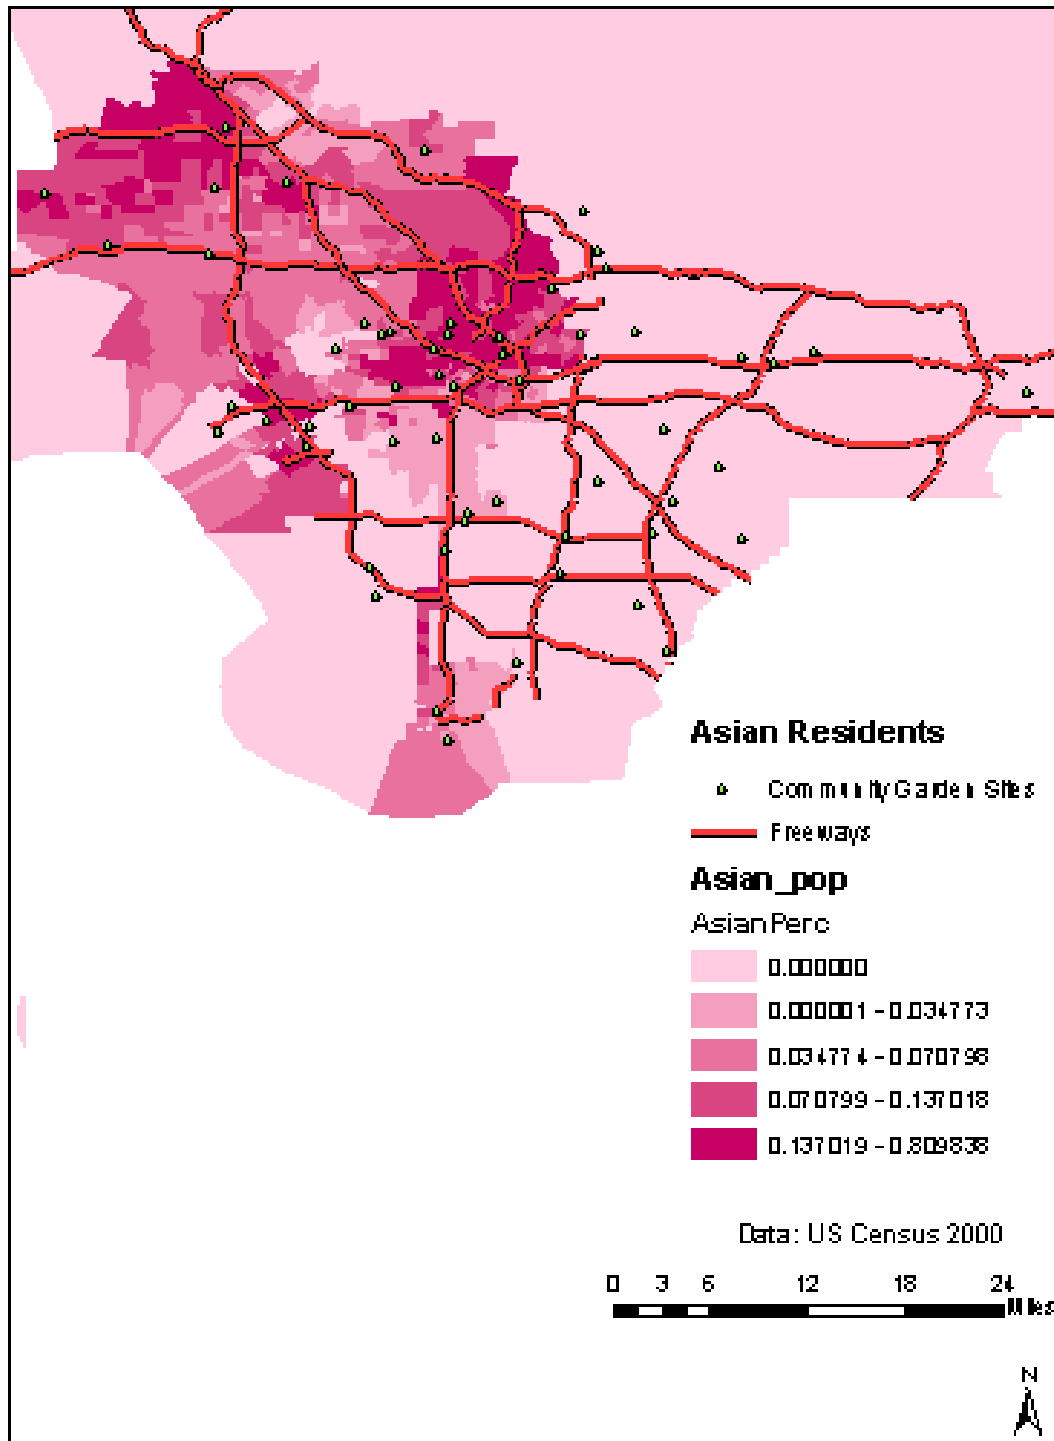 Asian Residents
Community Garden Sites
Freeways
Asian_pop
AsianPerc
0.000000
0.000001 - 0.034773
0.034774 - 0.070798
0.070799 - 0.137018
0.137019 - 0.809838
Data: US Census 2000
0 3 6 12 18 24
Miles
N